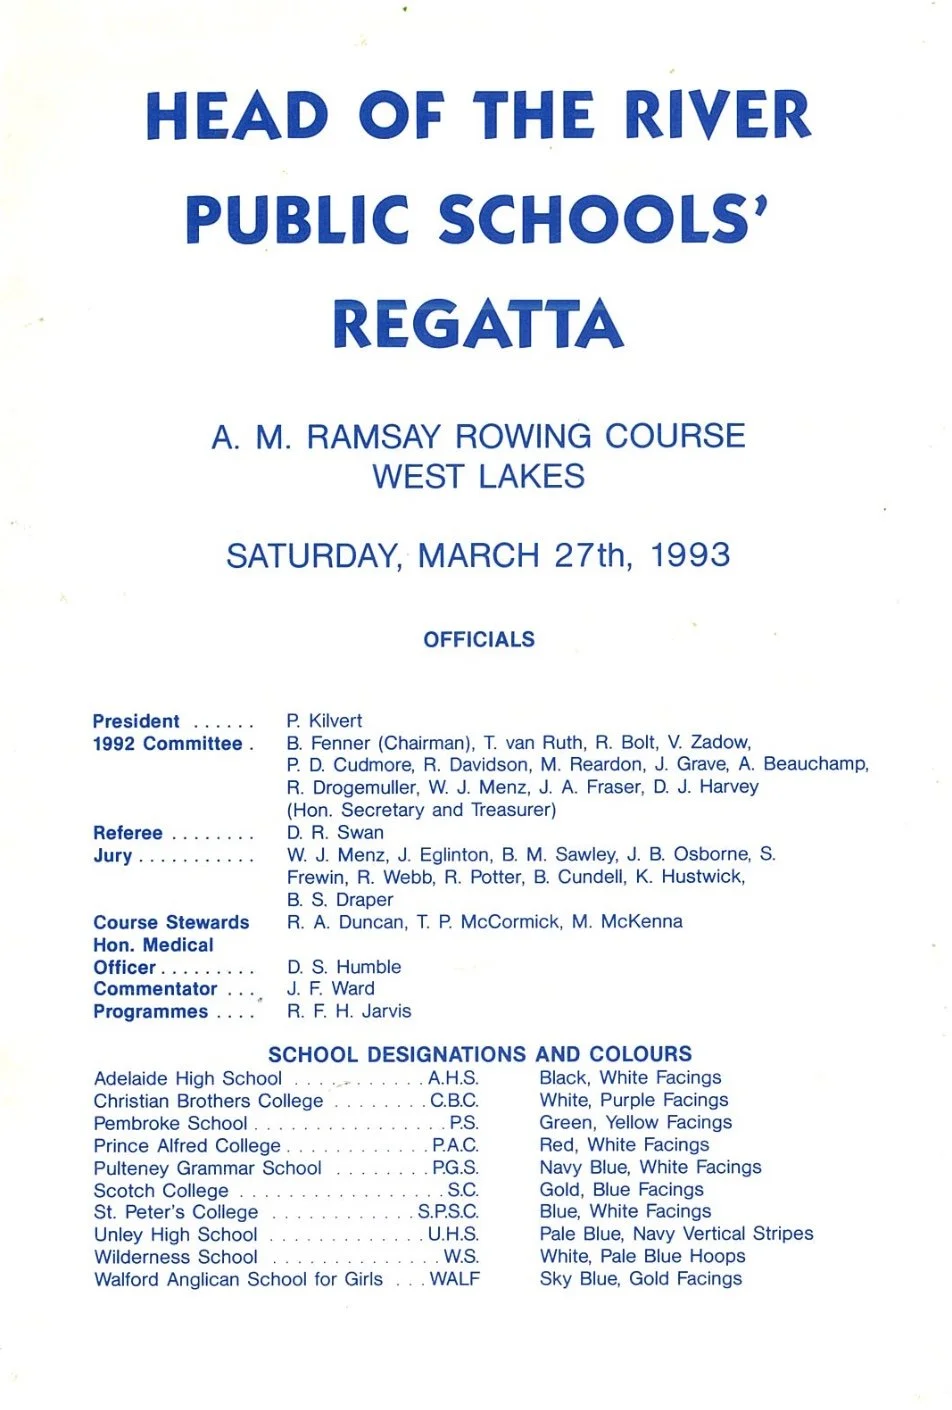 HEAD OF THE RIVER
PUBLIC SCHOOLS'
REGATTA
A. M. RAMSAY ROWING COURSE
WEST LAKES
SATURDAY, MARCH 27th, 1993
OFFICIALS
President ...... P. Kilvert
1992 Committee . B. Fenner (Chairman), T. van Ruth, R. Bolt, V. Zadow,
P. D. Cudmore, R. Davidson, M. Reardon, J. Grave, A. Beauchamp,
R. Drogemuller, W. J. Menz, J. A. Fraser, D. J. Harvey
(Hon. Secretary and Treasurer)
Referee ........ D. R. Swan
Jury ........... W. J. Menz, J. Eglinton, B. M. Sawley, J. B. Osborne, S.
Frewin, R. Webb, R. Potter, B. Cundell, K. Hustwick,
B. S. Draper
Course Stewards R. A. Duncan, T. P. McCormick, M. McKenna
Hon. Medical
Officer ......... D. S. Humble
Commentator .... J. F. Ward
Programmes .... R. F. H. Jarvis
SCHOOL DESIGNATIONS AND COLOURS
Adelaide High School ........... A.H.S. Black, White Facings
Christian Brothers College ........ C.B.C. White, Purple Facings
Pembroke School ................. P.S. Green, Yellow Facings
Prince Alfred College ............. P.A.C. Red, White Facings
Pulteney Grammar School ........ P.G.S. Navy Blue, White Facings
Scotch College .................. S.C. Gold, Blue Facings
St. Peter's College ............ S.P.S.C. Blue, White Facings
Unley High School .............. U.H.S. Pale Blue, Navy Vertical Stripes
Wilderness School ................ W.S. White, Pale Blue Hoops
Walford Anglican School for Girls ... WALF Sky Blue, Gold Facings